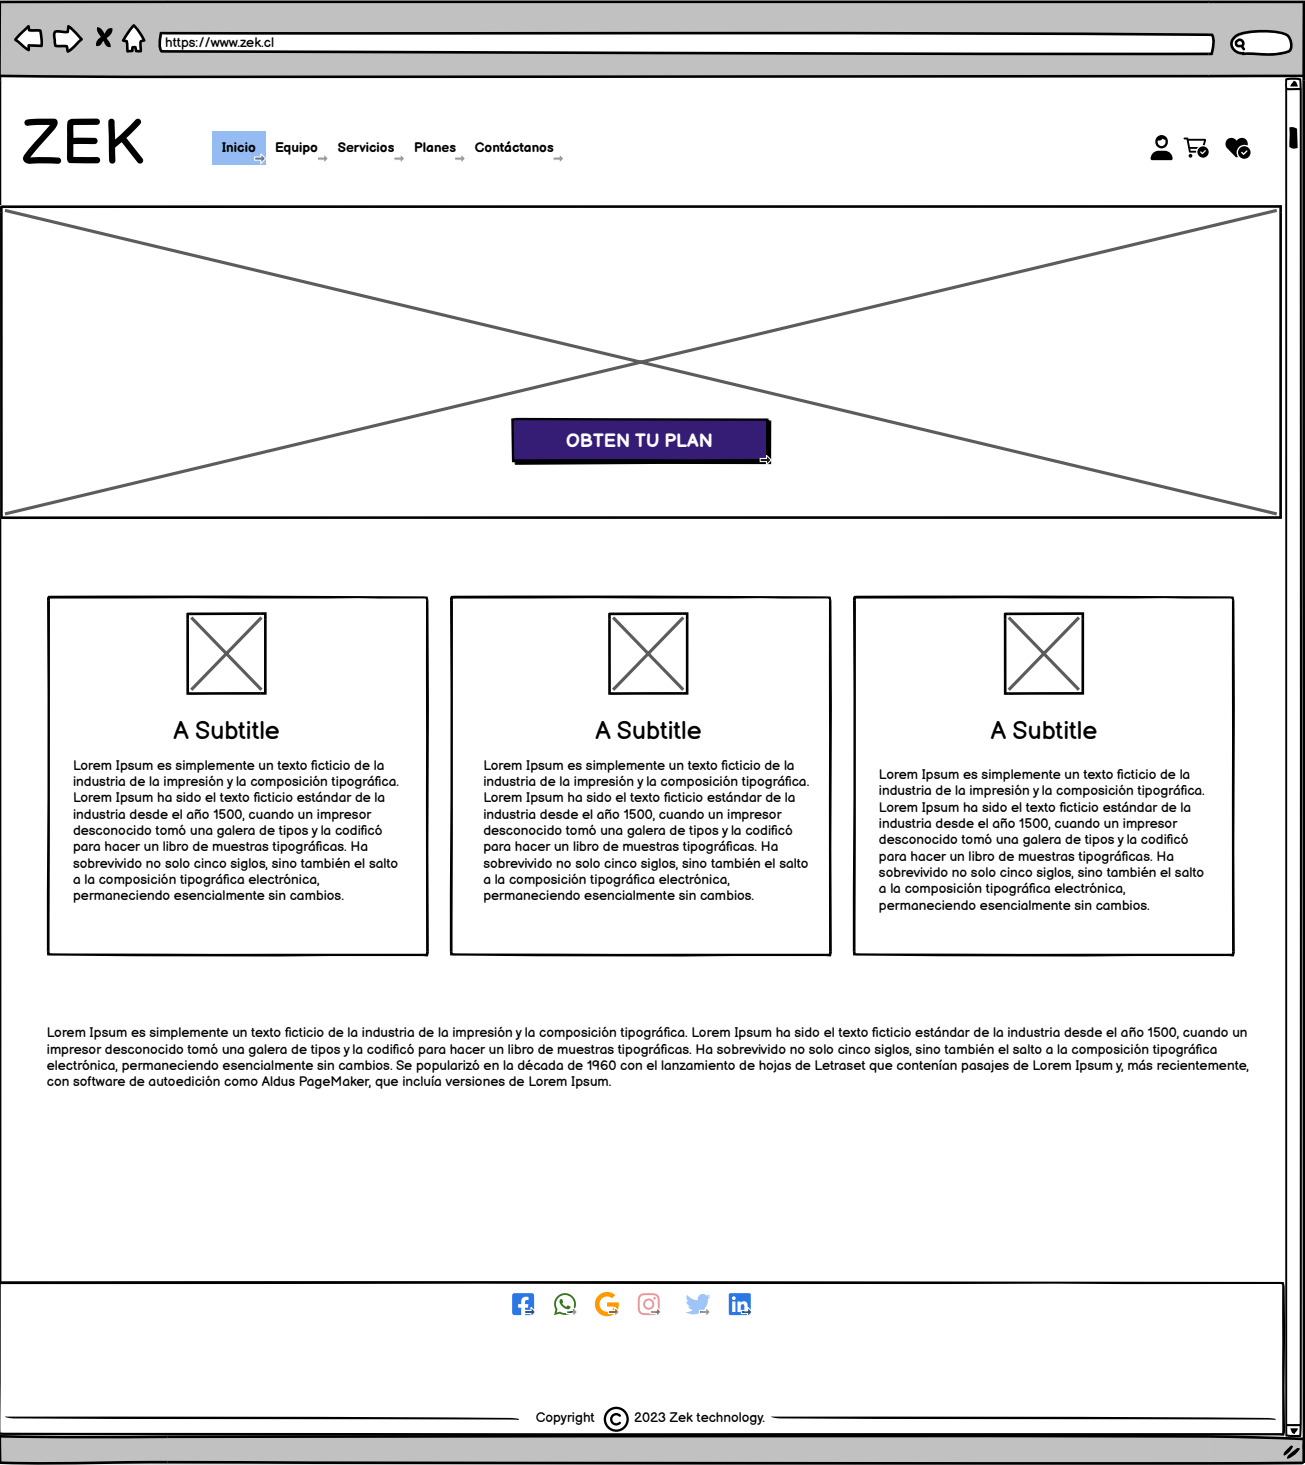 https://www.zek.cl
ZEK
Inicio Equipo Servicios Planes Contáctanos
OBTEN TU PLAN
A Subtitle
Lorem Ipsum es simplemente un texto ficticio de la
industria de la impresión y la composición tipográfica.
Lorem Ipsum ha sido el texto ficticio estándar de la
industria desde el año 1500, cuando un impresor
desconocido tomó una galera de tipos y la codificó
para hacer un libro de muestras tipográficas. Ha
sobrevivido no solo cinco siglos, sino también el salto
a la composición tipográfica electrónica,
permaneciendo esencialmente sin cambios.
A Subtitle
Lorem Ipsum es simplemente un texto ficticio de la
industria de la impresión y la composición tipográfica.
Lorem Ipsum ha sido el texto ficticio estándar de la
industria desde el año 1500, cuando un impresor
desconocido tomó una galera de tipos y la codificó
para hacer un libro de muestras tipográficas. Ha
sobrevivido no solo cinco siglos, sino también el salto
a la composición tipográfica electrónica,
permaneciendo esencialmente sin cambios.
A Subtitle
Lorem Ipsum es simplemente un texto ficticio de la
industria de la impresión y la composición tipográfica.
Lorem Ipsum ha sido el texto ficticio estándar de la
industria desde el año 1500, cuando un impresor
desconocido tomó una galera de tipos y la codificó
para hacer un libro de muestras tipográficas. Ha
sobrevivido no solo cinco siglos, sino también el salto
a la composición tipográfica electrónica,
permaneciendo esencialmente sin cambios.
Lorem Ipsum es simplemente un texto ficticio de la industria de la impresión y la composición tipográfica. Lorem Ipsum ha sido el texto ficticio estándar de la industria desde el año 1500, cuando un
impresor desconocido tomó una galera de tipos y la codificó para hacer un libro de muestras tipográficas. Ha sobrevivido no solo cinco siglos, sino también el salto a la composición tipográfica
electrónica, permaneciendo esencialmente sin cambios. Se popularizó en la década de 1960 con el lanzamiento de hojas de Letraset que contenían pasajes de Lorem Ipsum y, más recientemente,
con software de autoedición como Aldus PageMaker, que incluía versiones de Lorem Ipsum.
Copyright © 2023 Zek technology.